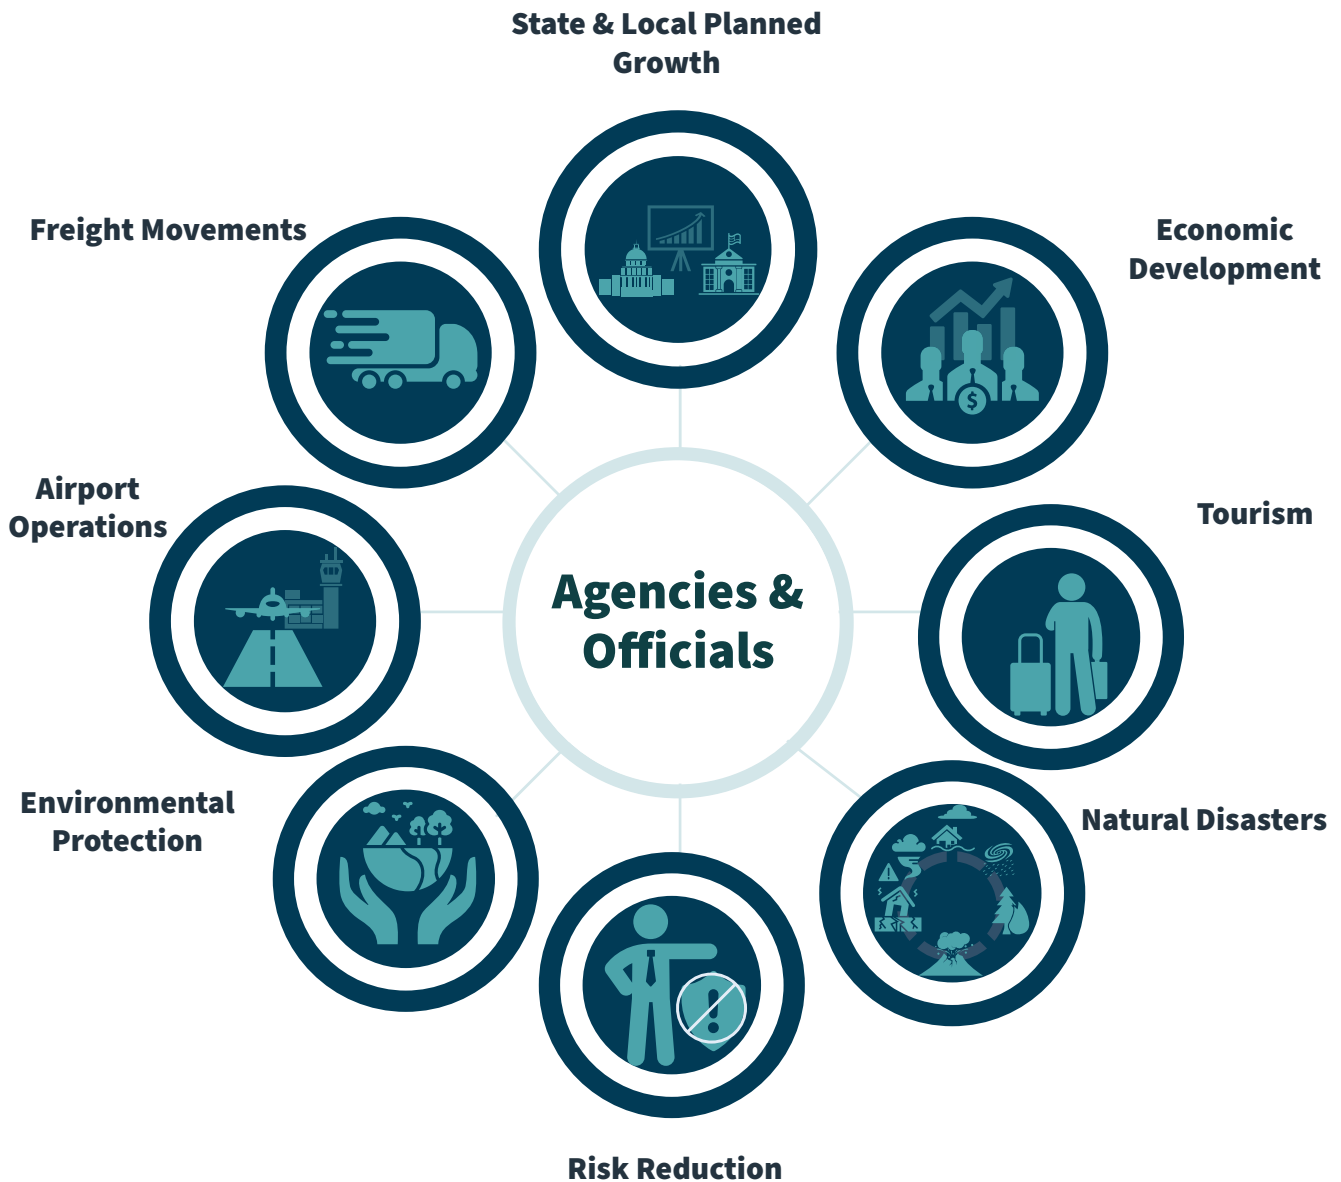 State & Local Planned
Growth
Freight Movements
Economic
Development
Airport
Operations
Tourism
Agencies &
Officials
Environmental
Protection
Natural Disasters
$
!
!
Risk Reduction